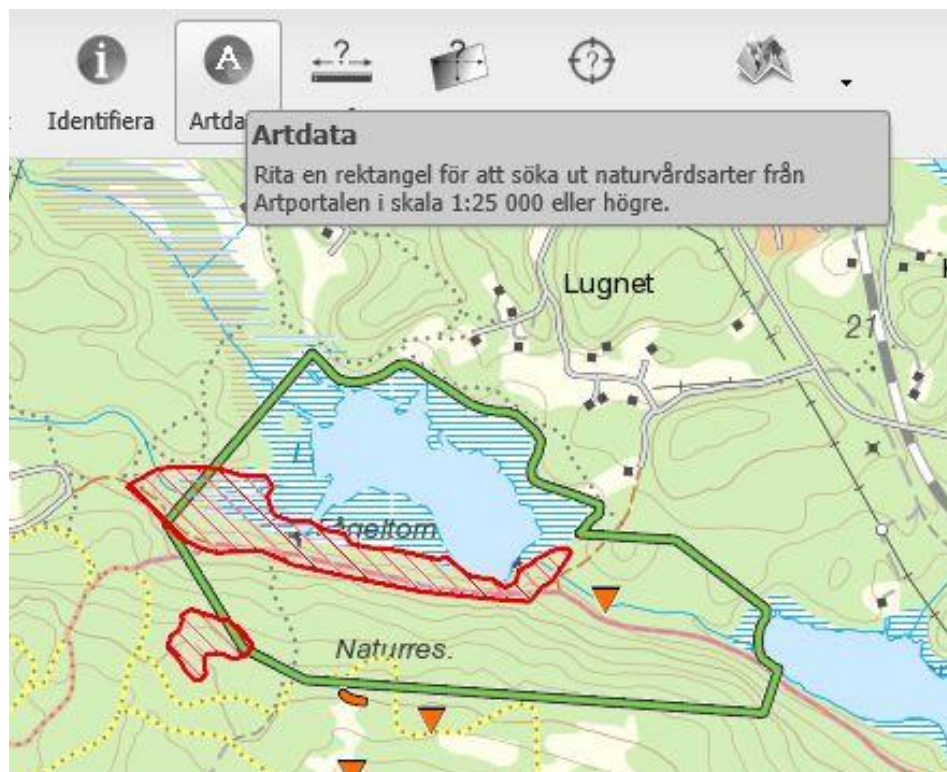 Identifiera
Artda
Artdata
Rita en rektangel för att söka ut naturvårdsarter från
Artportalen i skala 1:25 000 eller högre.
Lugnet
21
Fågeltorn
Naturres.